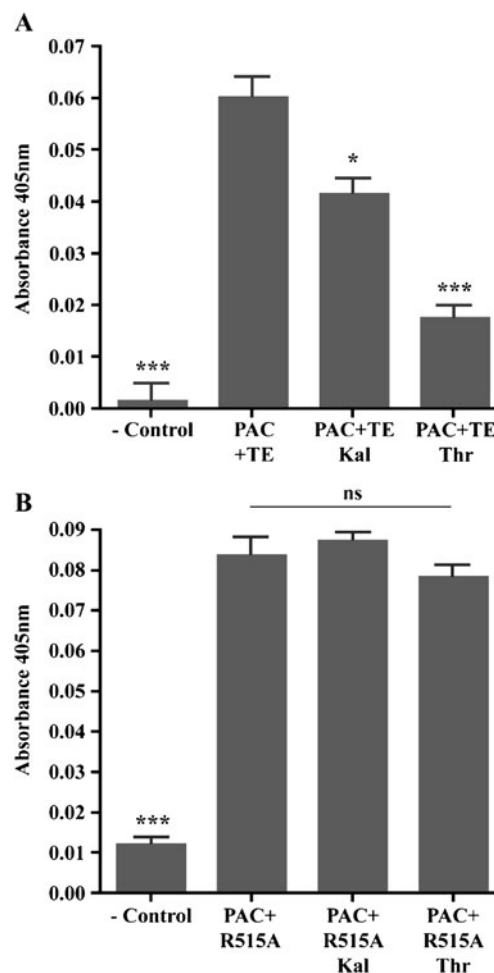 A
Absorbance 405nm
0.07
0.06
0.05
0.04
0.03
0.02
0.01
0.00
***
*
***
- Control
PAC
+TE
PAC+TE
Kal
PAC+TE
Thr
B
Absorbance 405nm
0.09
0.08
0.07
0.06
0.05
0.04
0.03
0.02
0.01
0.00
ns
***
- Control
PAC+
R515A
PAC+
R515A
Kal
PAC+
R515A
Thr